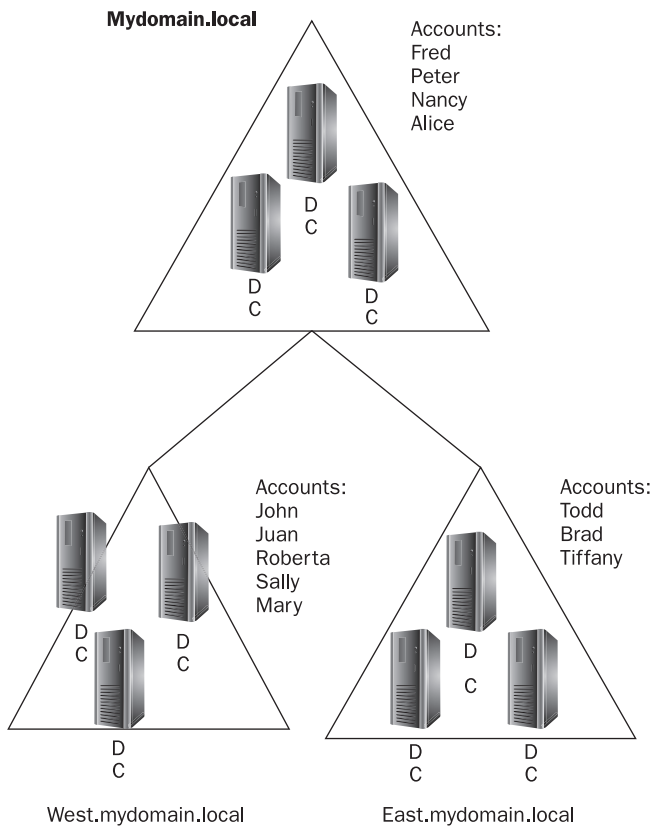 Mydomain.local
Accounts:
Fred
Peter
Nancy
Alice
D
C
D
C
D
C
Accounts:
John
Juan
Roberta
Sally
Mary
D
C
D
C
D
C
West.mydomain.local
Accounts:
Todd
Brad
Tiffany
D
C
D
C
D
C
East.mydomain.local